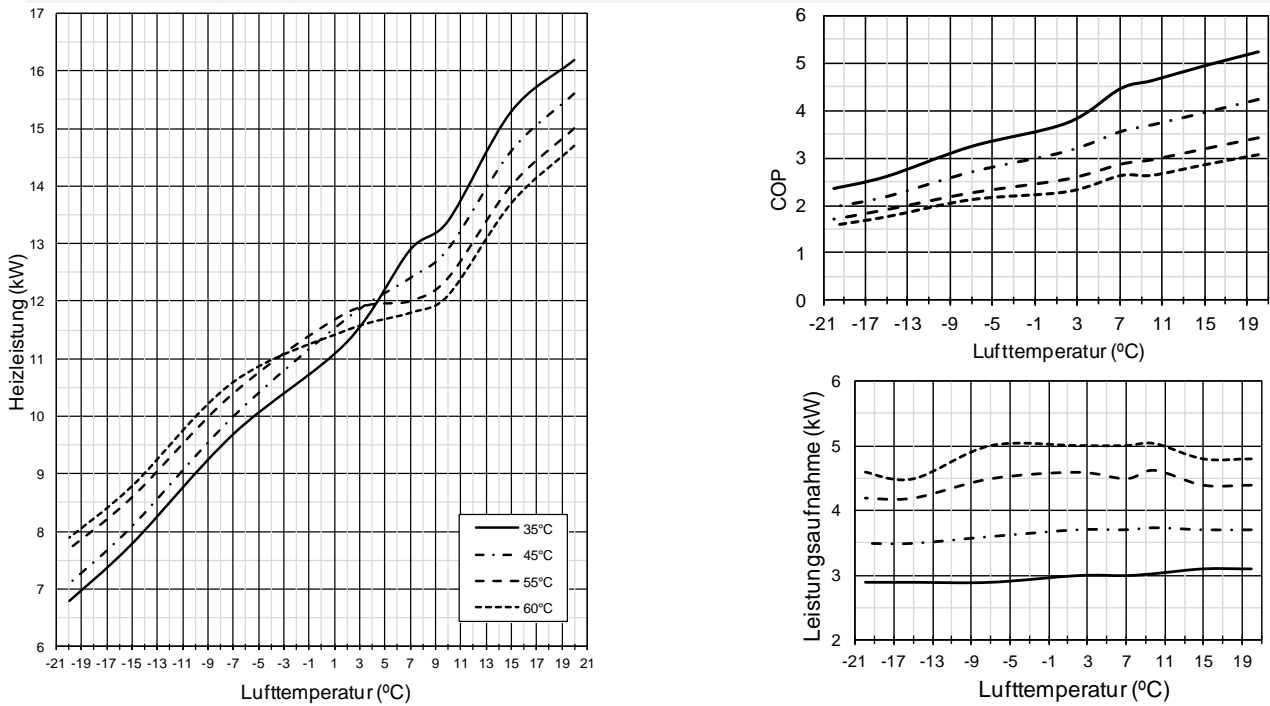 Heizleistung (kW)
17
16
15
14
13
12
11
10
9
8
7
6
-21 -19 -17 -15 -13 -11 -9 -7 -5 -3 -1 1 3 5 7 9 11 13 15 17 19 21
Lufttemperatur (ºC)
35°C
45°C
55°C
60°C
COP
6
5
4
3
2
1
0
-21 -17 -13 -9 -5 -1 3 7 11 15 19
Lufttemperatur (ºC)
Leistungsaufnahme (kW)
6
5
4
3
2
-21 -17 -13 -9 -5 -1 3 7 11 15 19
Lufttemperatur (ºC)